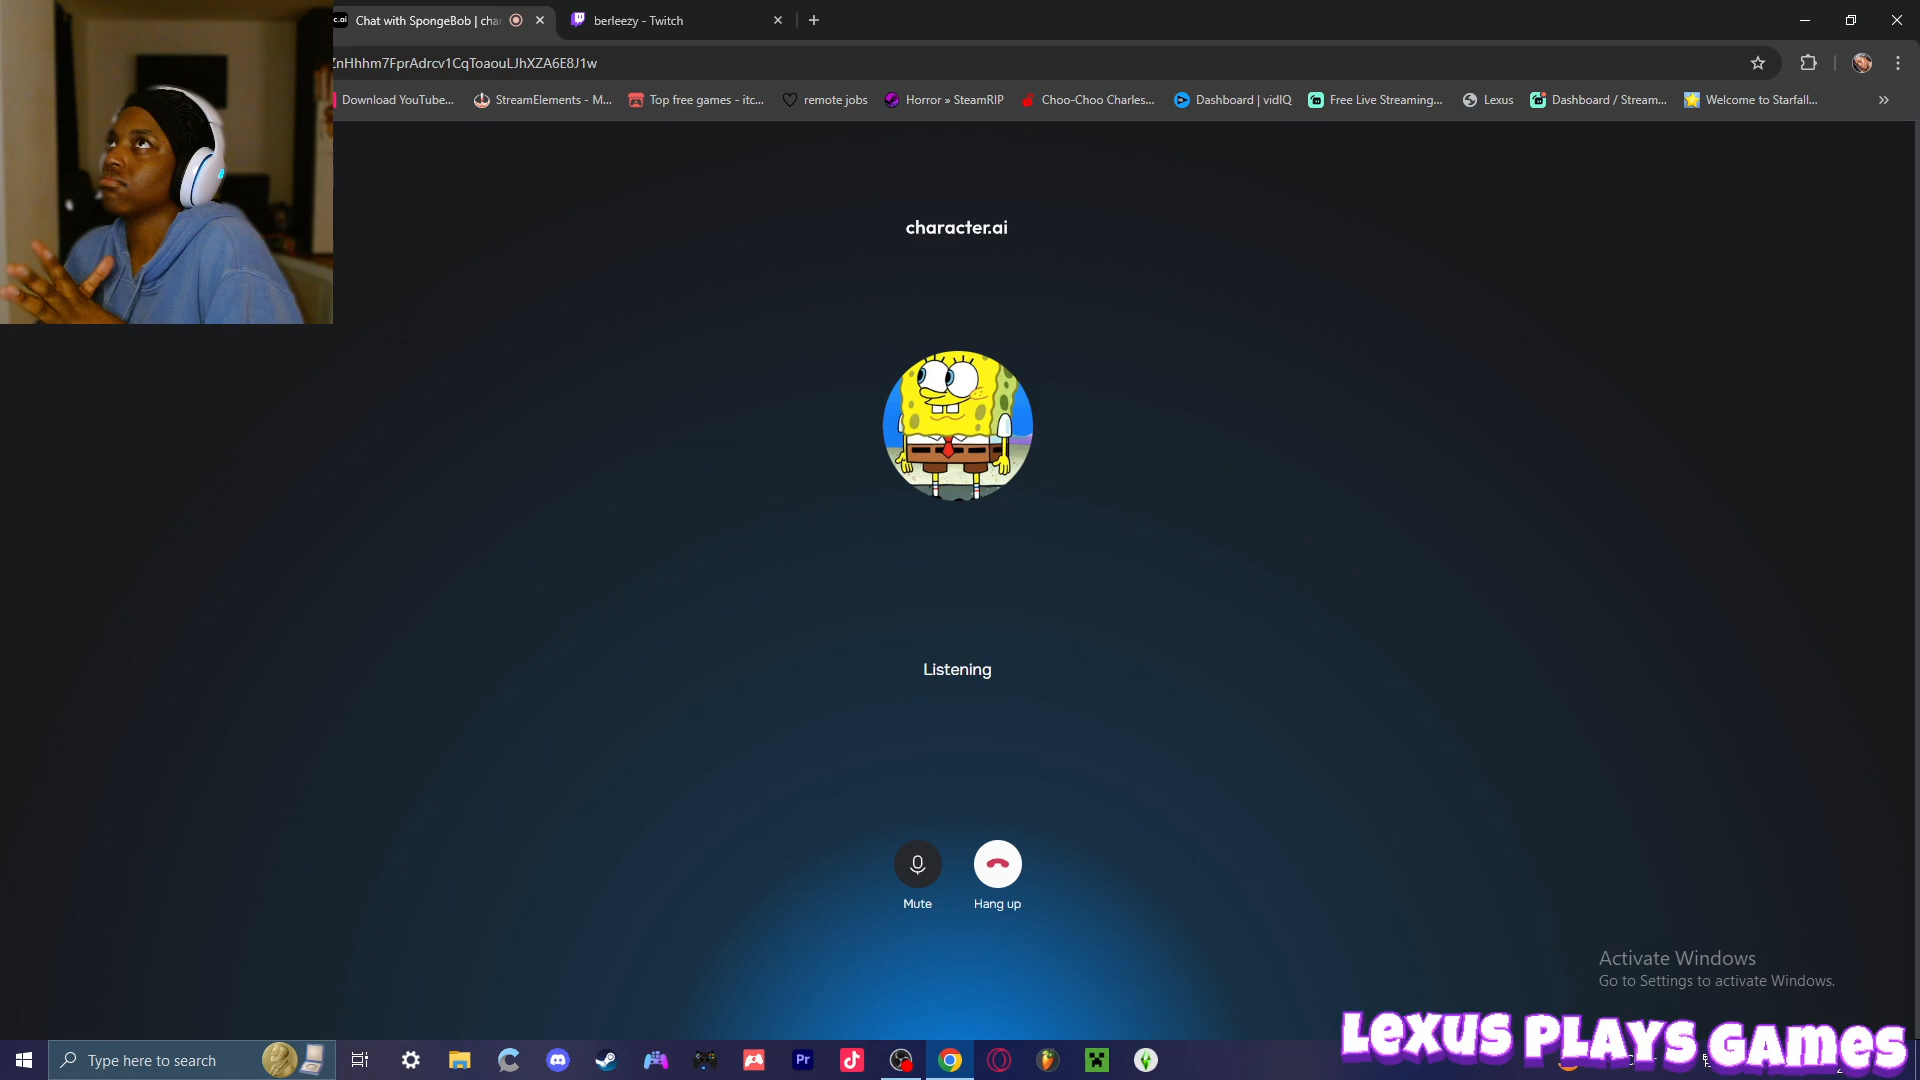 c.ai Chat with SpongeBob | char
berleezy - Twitch
ZnHhhm7FprAdrcv1CqToaouLJhXZA6E8J1w
Download YouTube...
StreamElements - M...
Top free games - itc...
remote jobs
Horror » SteamRIP
Choo-Choo Charles...
Dashboard | vidIQ
Free Live Streaming...
Lexus
Dashboard / Stream...
Welcome to Starfall...
character.ai
Listening
Mute
Hang up
Activate Windows
Go to Settings to activate Windows.
Lexus Plays Games
Type here to search
Pr